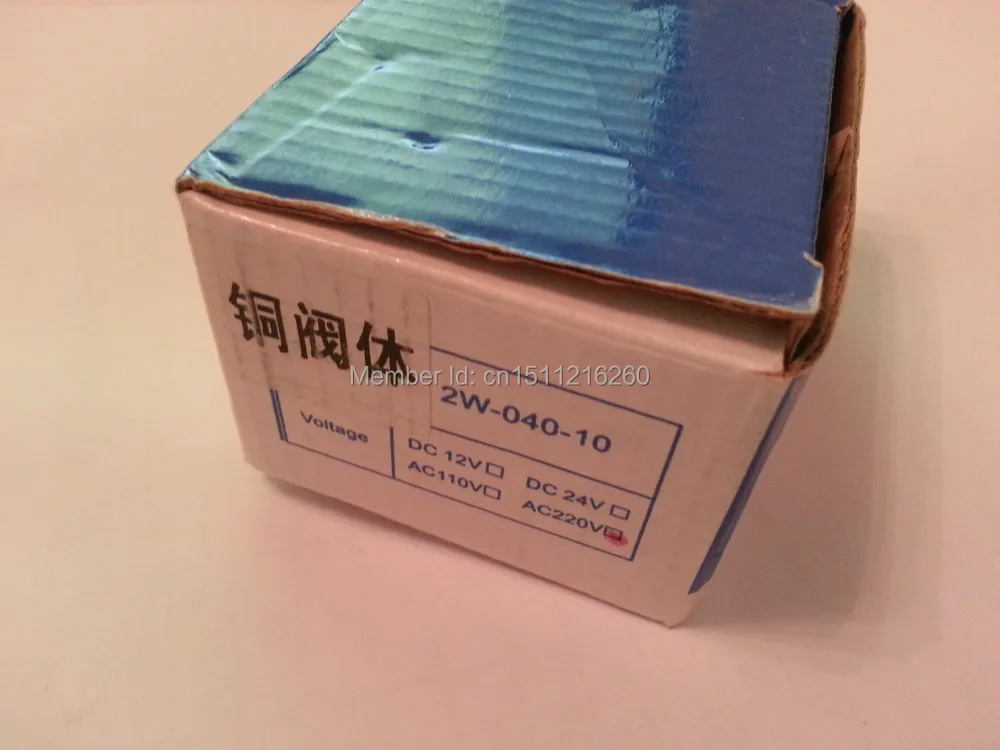 铜阀体
2W-040-10
Voltage
DC 12V□ DC 24V □
AC110V□ AC220V□
Member Id: cn1511216260